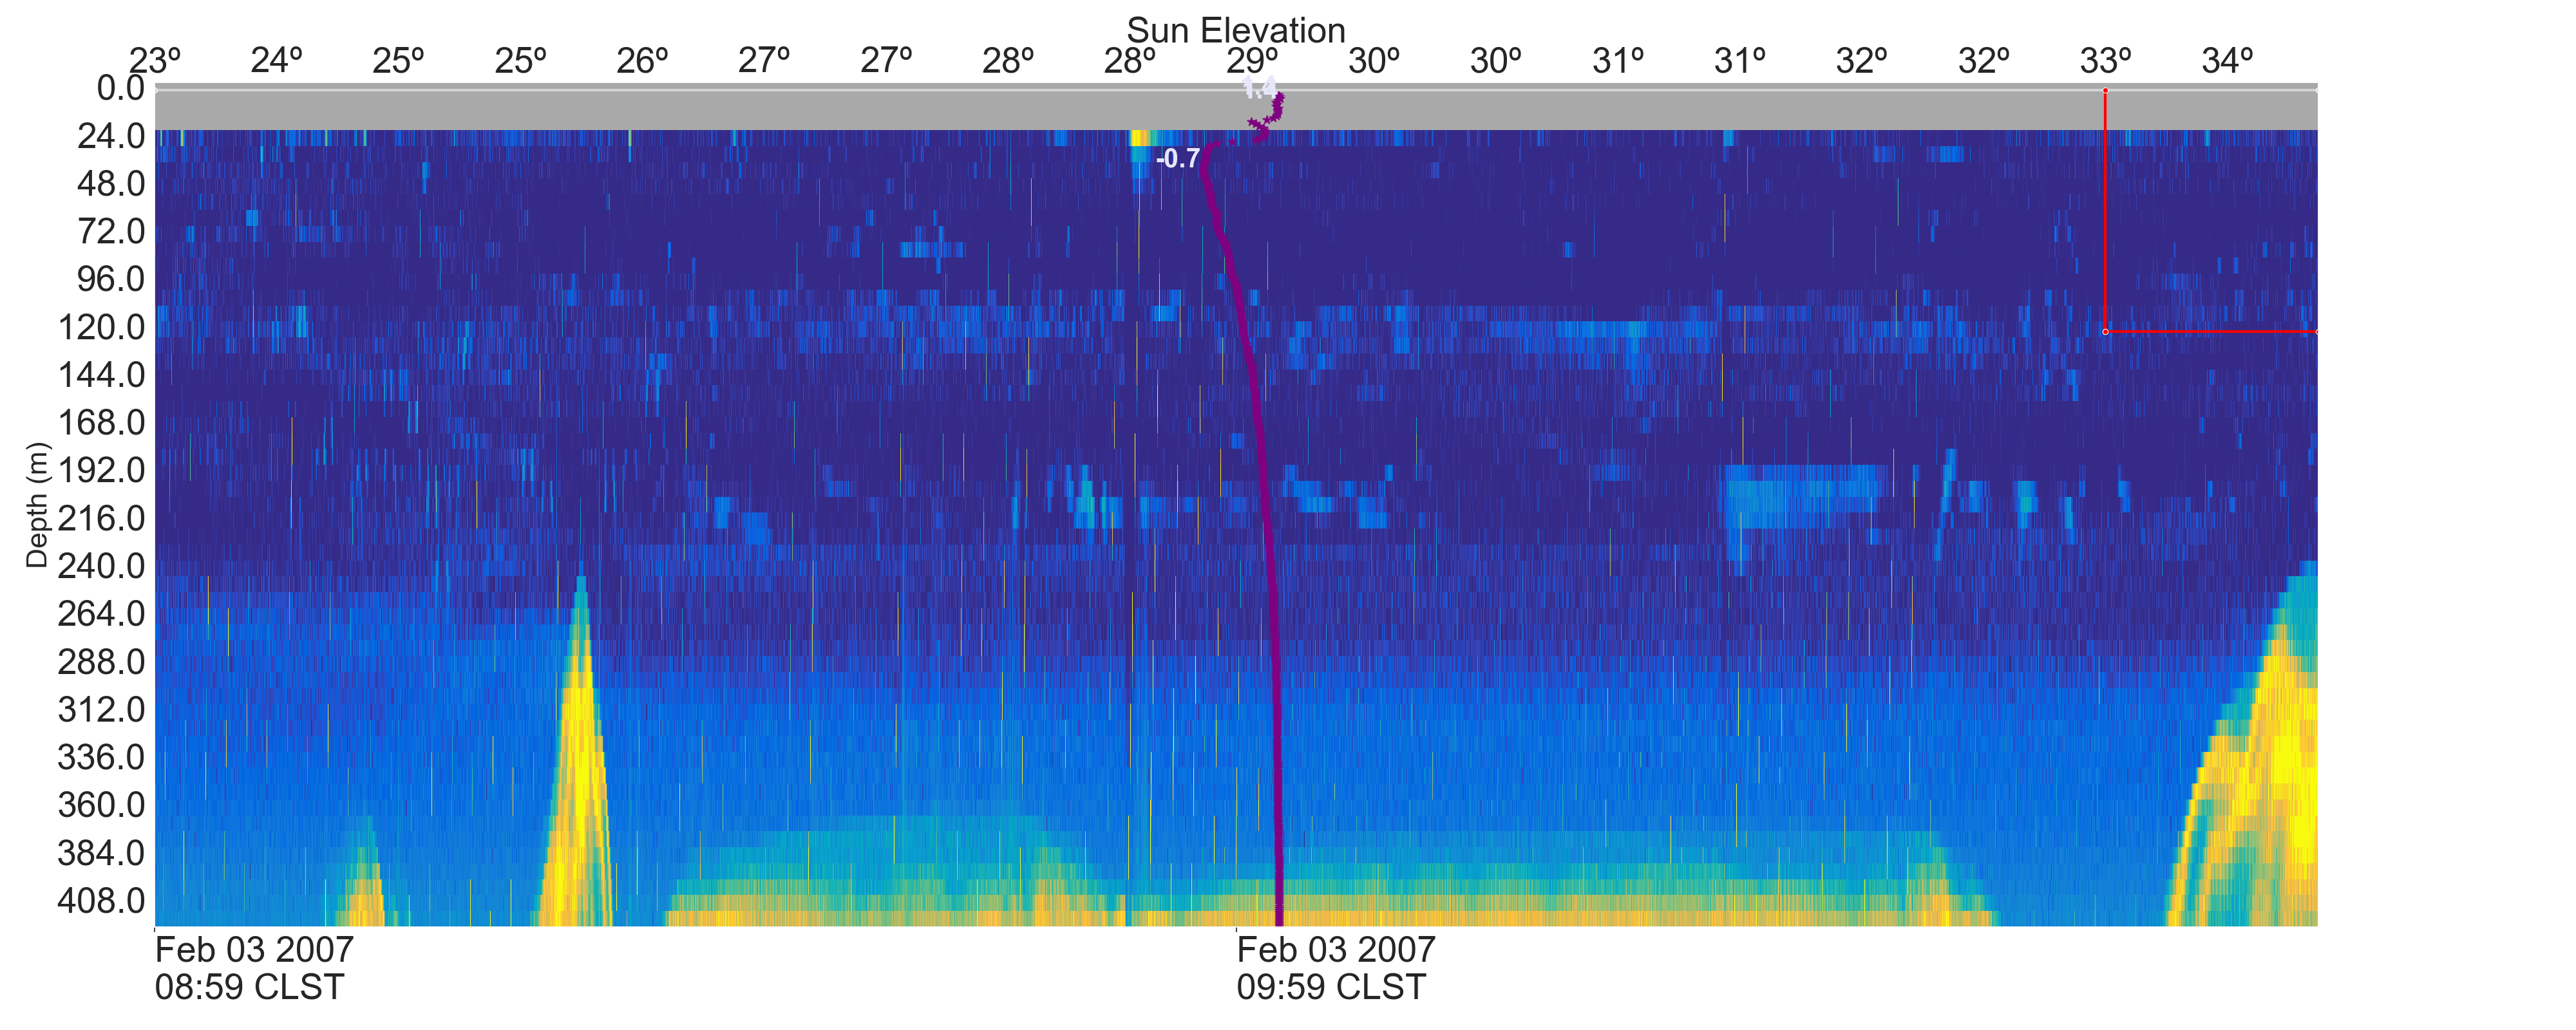 Sun Elevation
23º 24º 25º 25º 26º 27º 27º 28º 28º 29º 30º 30º 31º 31º 32º 32º 33º 34º
1.4
-0.7
Depth (m)
0.0
24.0
48.0
72.0
96.0
120.0
144.0
168.0
192.0
216.0
240.0
264.0
288.0
312.0
336.0
360.0
384.0
408.0
Feb 03 2007
08:59 CLST
Feb 03 2007
09:59 CLST